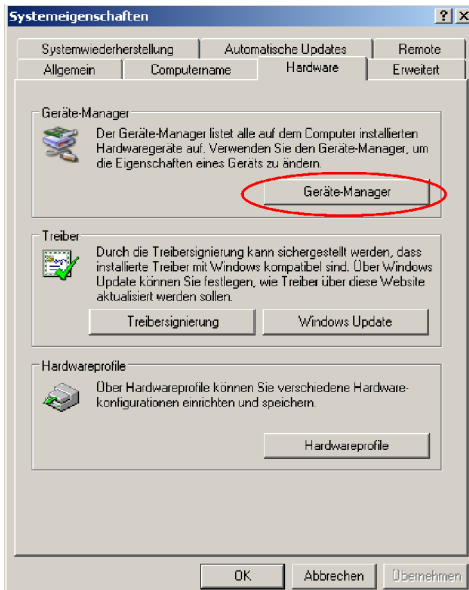 Systemeigenschaften
Systemwiederherstellung Automatische Updates Remote
Allgemein Computername Hardware Erweitert
Geräte-Manager
Der Geräte-Manager listet alle auf dem Computer installierten
Hardwaregeräte auf. Verwenden Sie den Geräte-Manager, um
die Eigenschaften eines Geräts zu ändern.
Geräte-Manager
Treiber
Durch die Treibersignierung kann sichergestellt werden, dass
installierte Treiber mit Windows kompatibel sind. Über Windows
Update können Sie festlegen, wie Treiber über diese Website
aktualisiert werden sollen.
Treibersignierung Windows Update
Hardwareprofile
Über Hardwareprofile können Sie verschiedene Hardware-
konfigurationen einrichten und speichern.
Hardwareprofile
OK Abbrechen Übernehmen